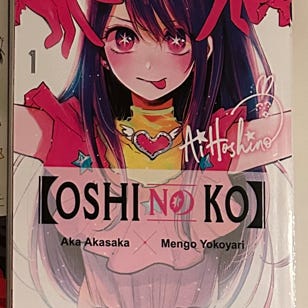 1
Ai Hoshino
【OSHI NO KO】
Aka Akasaka × Mengo Yokoyari